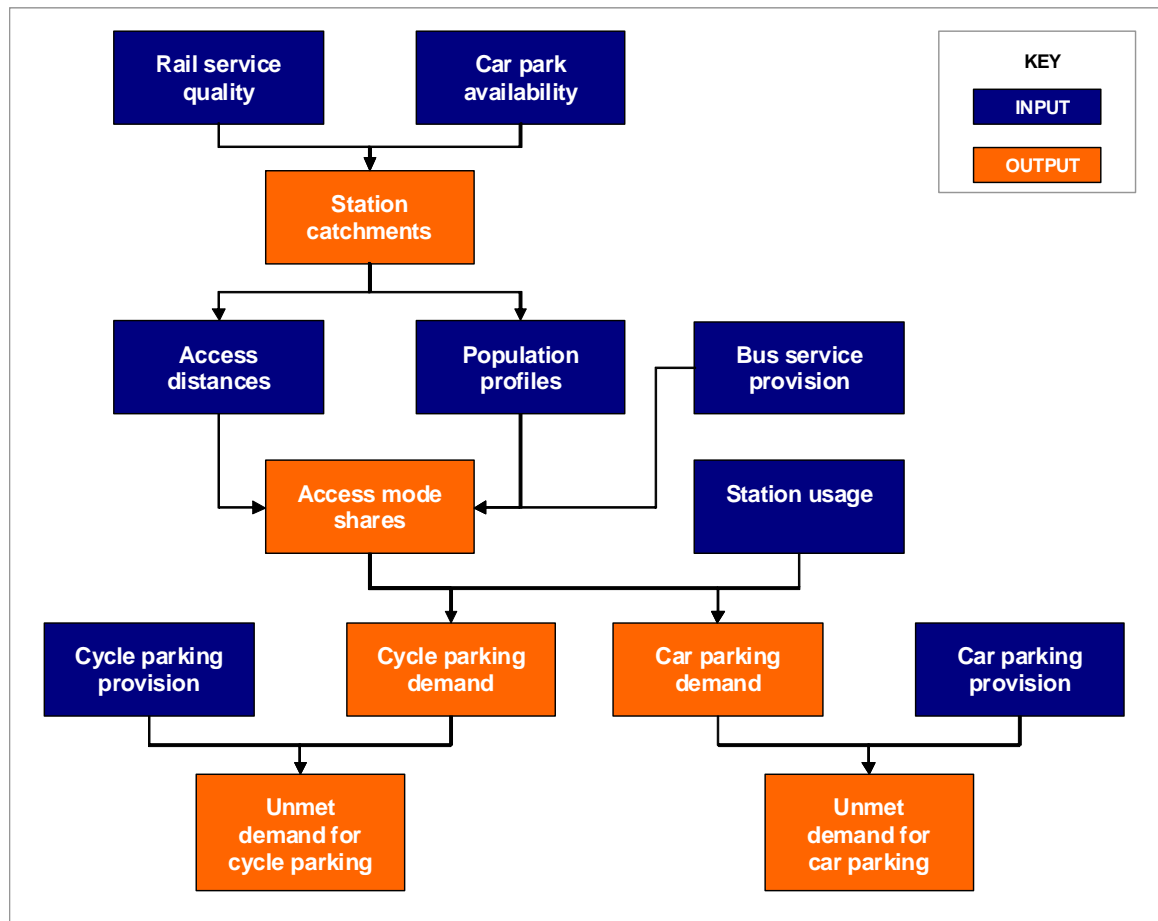 Rail service
quality
Car park
availability
KEY
INPUT
OUTPUT
Station
catchments
Access
distances
Population
profiles
Bus service
provision
Access mode
shares
Station usage
Cycle parking
provision
Cycle parking
demand
Car parking
demand
Car parking
provision
Unmet
demand for
cycle parking
Unmet
demand for
car parking